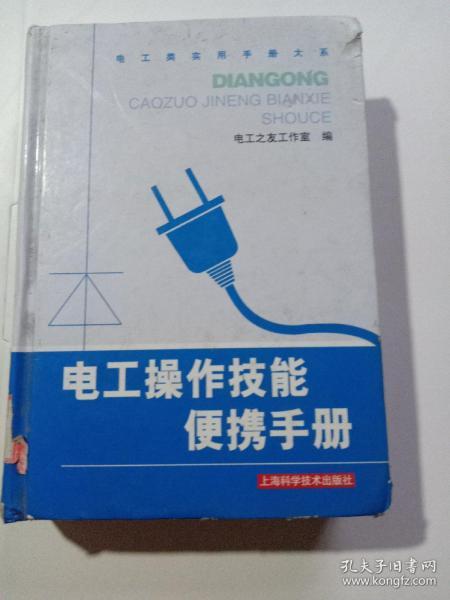 电工类实用手册大系
DIANGONG
CAOZUO JINENG BIANXIE
SHOUCE
电工之友工作室 编
电工操作技能
便携手册
上海科学技术出版社
孔夫子旧书网
www.kongfz.com